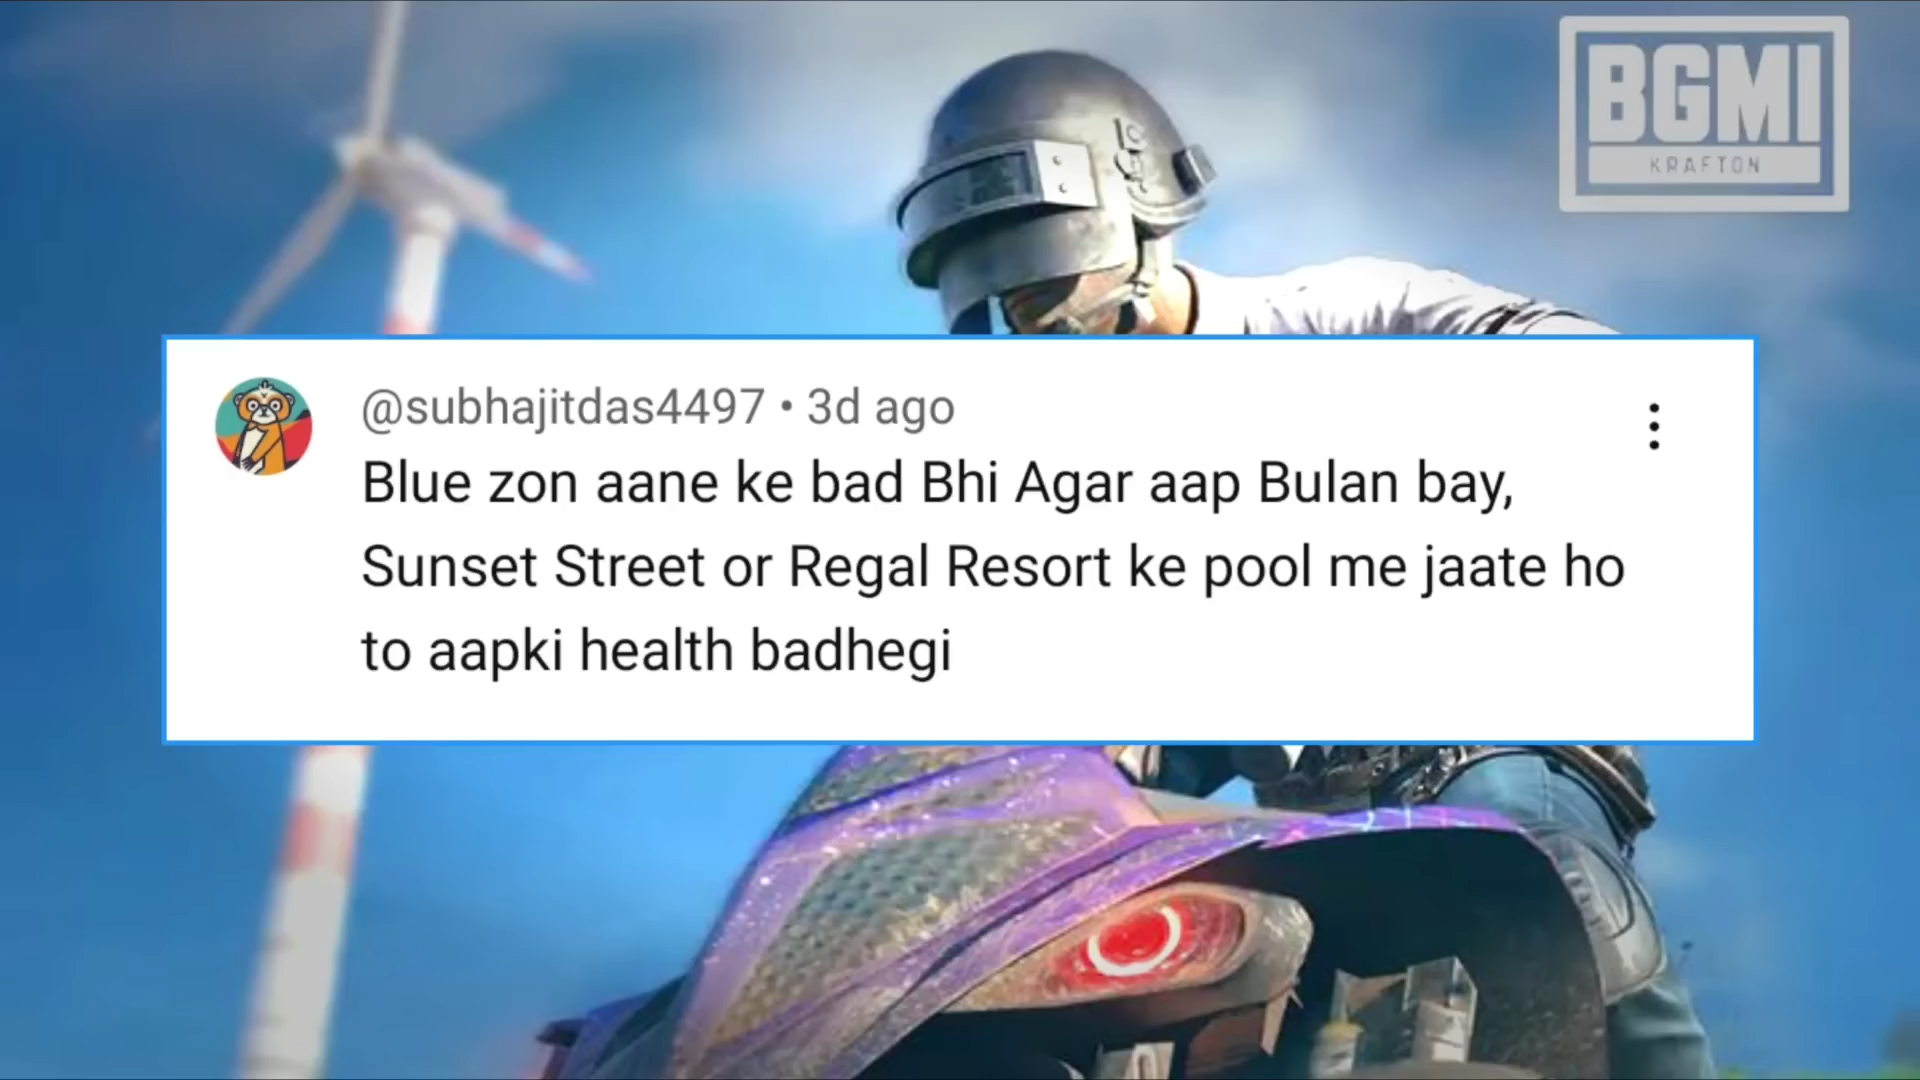 BGMI
KRAFTON
@subhajitdas4497 • 3d ago
Blue zon aane ke bad Bhi Agar aap Bulan bay,
Sunset Street or Regal Resort ke pool me jaate ho
to aapki health badhegi